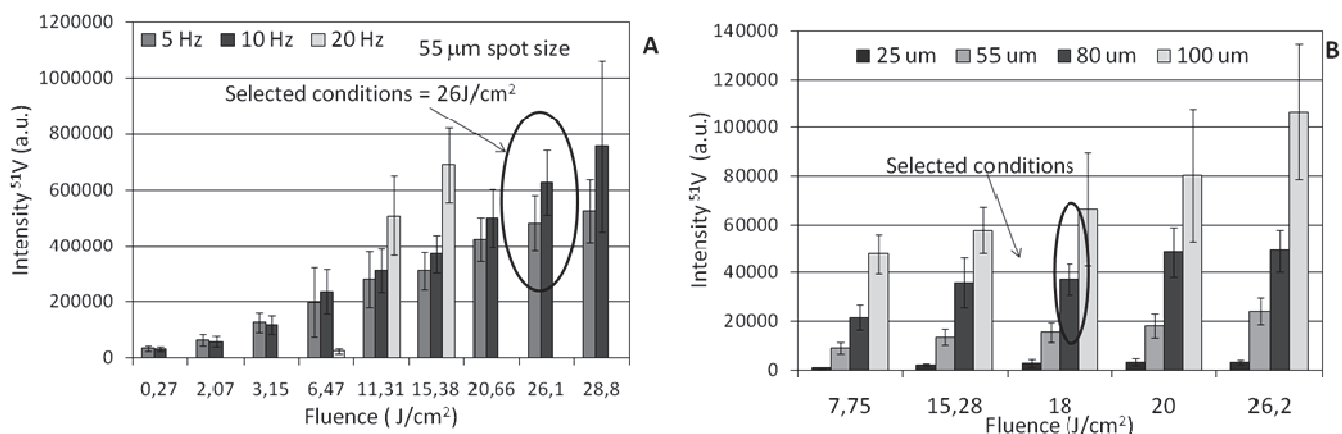 1200000
1000000
800000
600000
400000
200000
0
Intensity ⁵¹V (a.u.)
5 Hz 10 Hz 20 Hz
55 μm spot size
A
Selected conditions = 26J/cm²
0,27 2,07 3,15 6,47 11,31 15,38 20,66 26,1 28,8
Fluence ( J/cm²)
140000
120000
100000
80000
60000
40000
20000
0
Intensity ⁵¹V (a.u.)
25 um 55 um 80 um 100 um
B
Selected conditions
7,75 15,28 18 20 26,2
Fluence (J/cm²)